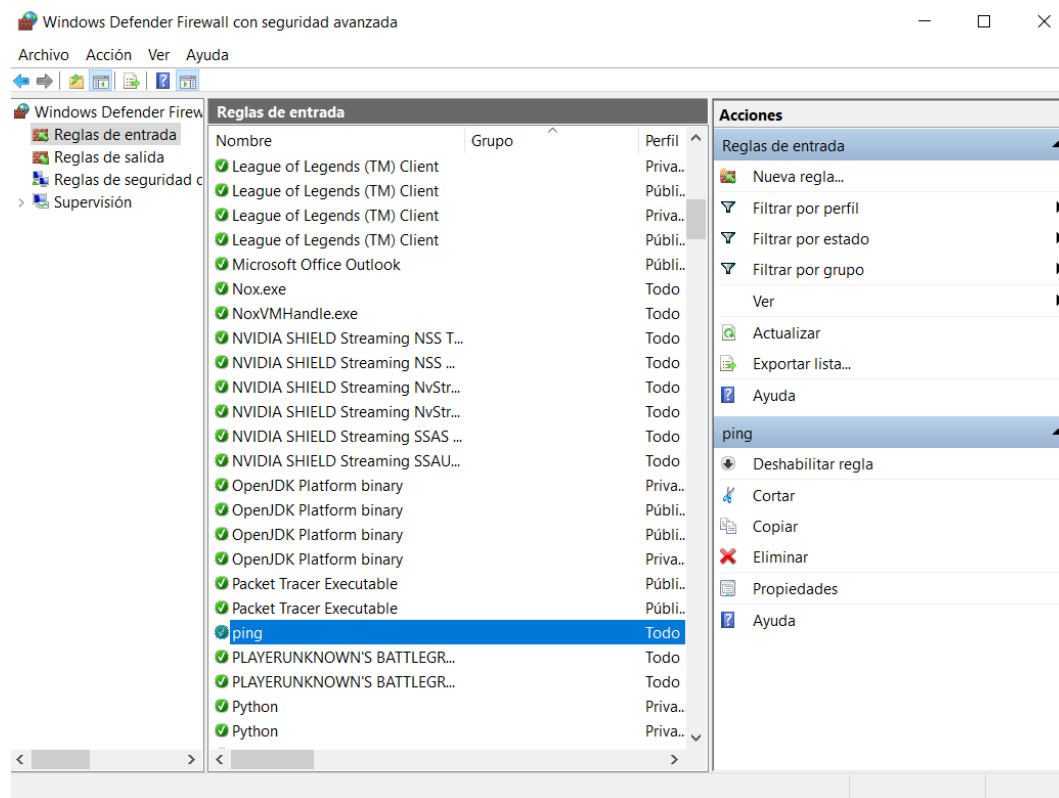 Windows Defender Firewall con seguridad avanzada
Archivo Acción Ver Ayuda
Windows Defender Firew
Reglas de entrada
Reglas de salida
Reglas de seguridad c
Supervisión
Reglas de entrada
Nombre Grupo Perfil
League of Legends (TM) Client Priva..
League of Legends (TM) Client Públi..
League of Legends (TM) Client Priva..
League of Legends (TM) Client Públi..
Microsoft Office Outlook Públi..
Nox.exe Todo
NoxVMHandle.exe Todo
NVIDIA SHIELD Streaming NSS T... Todo
NVIDIA SHIELD Streaming NSS ... Todo
NVIDIA SHIELD Streaming NvStr... Todo
NVIDIA SHIELD Streaming NvStr... Todo
NVIDIA SHIELD Streaming SSAS ... Todo
NVIDIA SHIELD Streaming SSAU... Todo
OpenJDK Platform binary Priva..
OpenJDK Platform binary Públi..
OpenJDK Platform binary Públi..
OpenJDK Platform binary Priva..
Packet Tracer Executable Públi..
Packet Tracer Executable Públi..
ping Todo
PLAYERUNKNOWN'S BATTLEGR... Todo
PLAYERUNKNOWN'S BATTLEGR... Todo
Python Priva..
Python Priva..
Acciones
Reglas de entrada
Nueva regla...
Filtrar por perfil
Filtrar por estado
Filtrar por grupo
Ver
Actualizar
Exportar lista...
Ayuda
ping
Deshabilitar regla
Cortar
Copiar
Eliminar
Propiedades
Ayuda